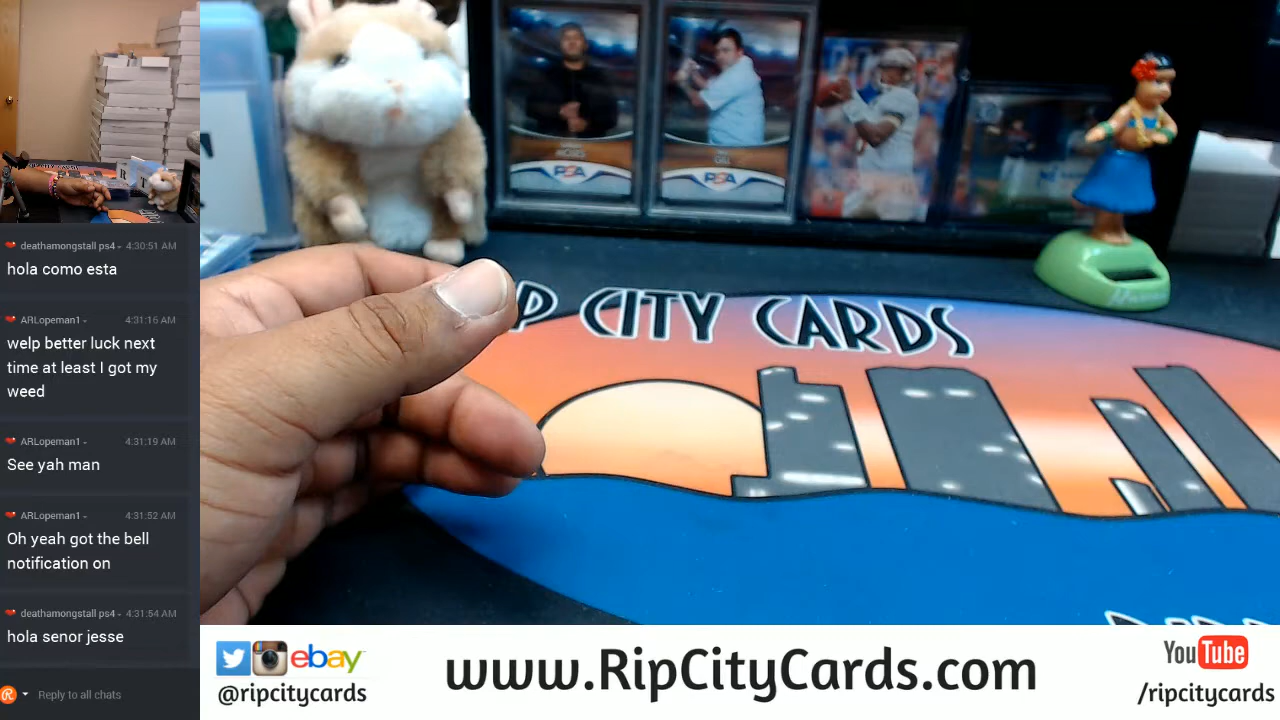 deathamongstall ps4 - 4:30:51 AM
hola como esta
ARLopeman1 - 4:31:16 AM
welp better luck next
time at least I got my
weed
ARLopeman1 - 4:31:19 AM
See yah man
ARLopeman1 - 4:31:52 AM
Oh yeah got the bell
notification on
deathamongstall ps4 - 4:31:54 AM
hola senor jesse
Reply to all chats
PSA
PSA
IP CITY CARDS
ebay
@ripcitycards
www.RipCityCards.com
YouTube
/ripcitycards